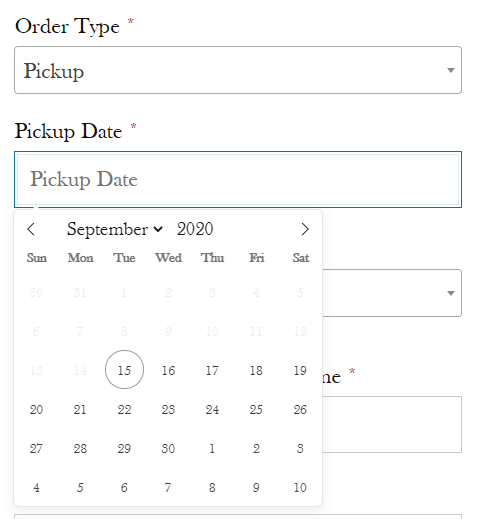 Order Type *
Pickup
Pickup Date *
Pickup Date
September 2020
Sun Mon Tue Wed Thu Fri Sat
30 31 1 2 3 4 5
6 7 8 9 10 11 12
13 14 15 16 17 18 19
20 21 22 23 24 25 26
27 28 29 30 1 2 3
4 5 6 7 8 9 10
me *